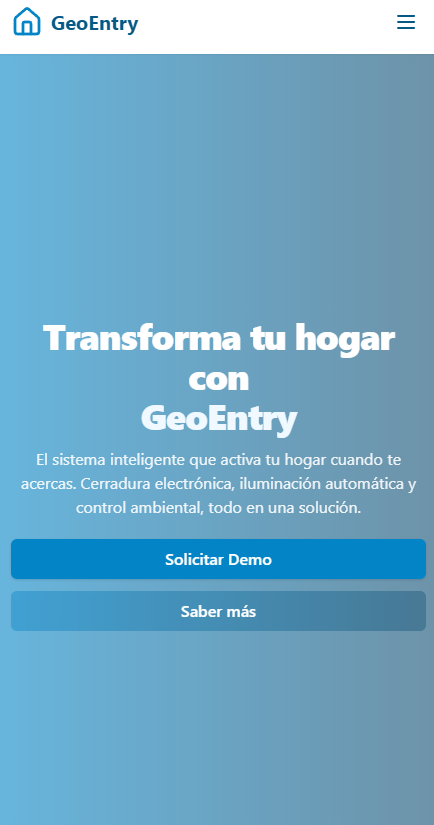 GeoEntry
Transforma tu hogar
con
GeoEntry
El sistema inteligente que activa tu hogar cuando te
acercas. Cerradura electrónica, iluminación automática y
control ambiental, todo en una solución.
Solicitar Demo
Saber más